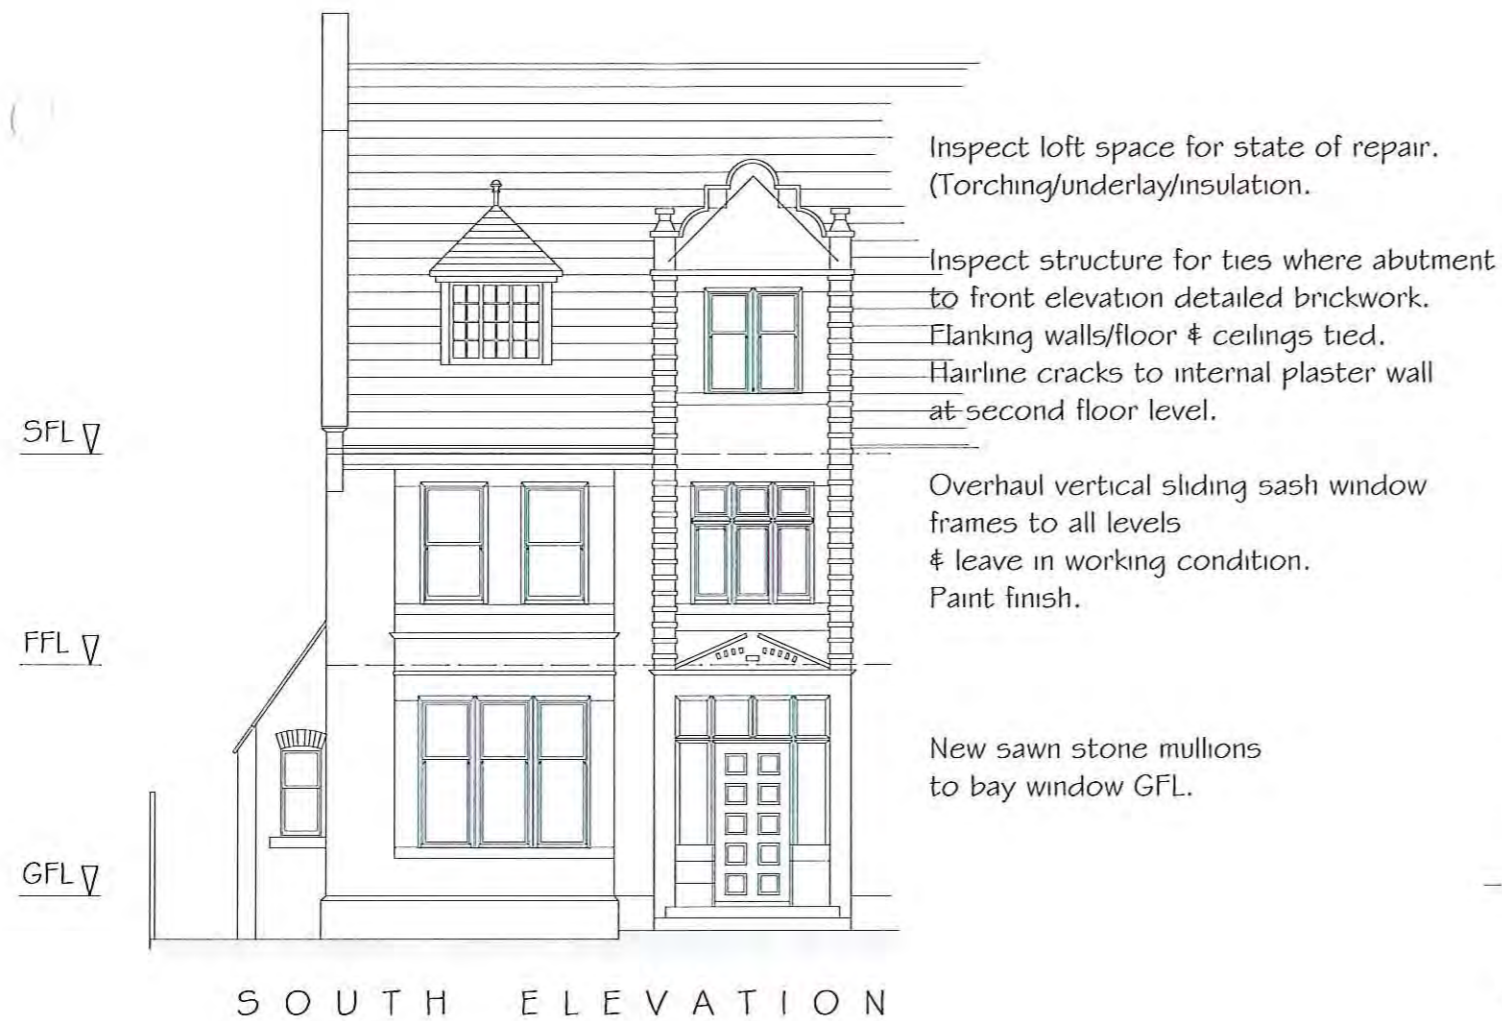 Inspect loft space for state of repair.
(Torching/underlay/insulation.
Inspect structure for ties where abutment
to front elevation detailed brickwork.
Flanking walls/floor & ceilings tied.
Hairline cracks to internal plaster wall
at second floor level.
SFL
Overhaul vertical sliding sash window
frames to all levels
& leave in working condition.
Paint finish.
FFL
New sawn stone mullions
to bay window GFL.
GFL
SOUTH ELEVATION